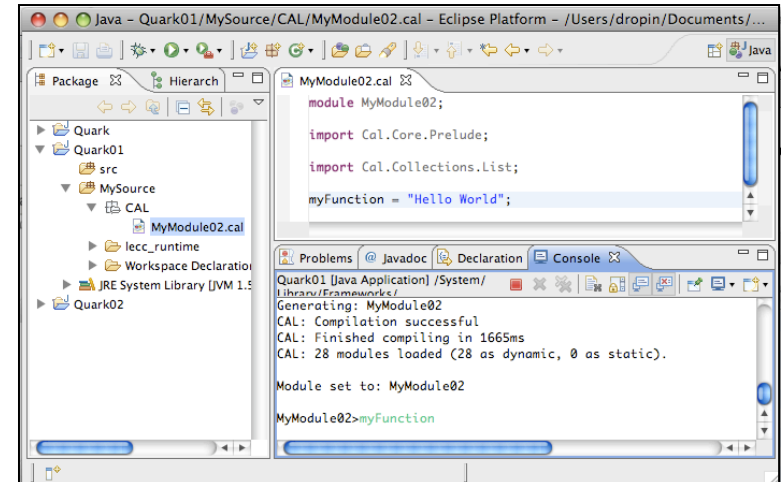 Java - Quark01/MySource/CAL/MyModule02.cal - Eclipse Platform - /Users/dropin/Documents/...
Java
Package
Hierarch
Quark
Quark01
src
MySource
CAL
MyModule02.cal
lecc_runtime
Workspace Declaration
JRE System Library [JVM 1.5
Quark02
MyModule02.cal
module MyModule02;
import Cal.Core.Prelude;
import Cal.Collections.List;
myFunction = "Hello World";
Problems
@ Javadoc
Declaration
Console
Quark01 [Java Application] /System/
Library/Frameworks/
Generating: MyModule02
CAL: Compilation successful
CAL: Finished compiling in 1665ms
CAL: 28 modules loaded (28 as dynamic, 0 as static).
Module set to: MyModule02
MyModule02>myFunction